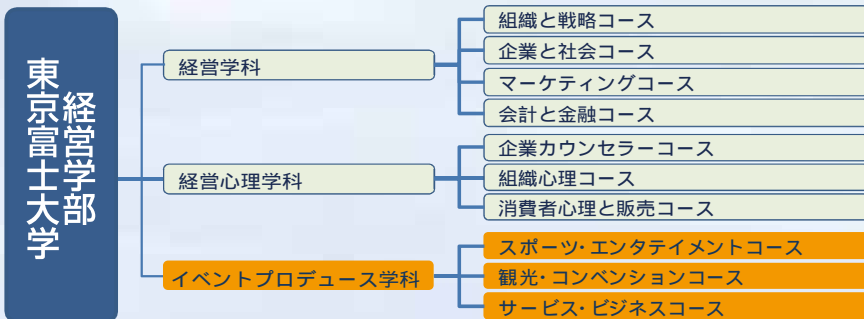 東京富士大学
経営学部
経営学科
組織と戦略コース
企業と社会コース
マーケティングコース
会計と金融コース
経営心理学科
企業カウンセラーコース
組織心理コース
消費者心理と販売コース
イベントプロデュース学科
スポーツ・エンタテイメントコース
観光・コンベンションコース
サービス・ビジネスコース